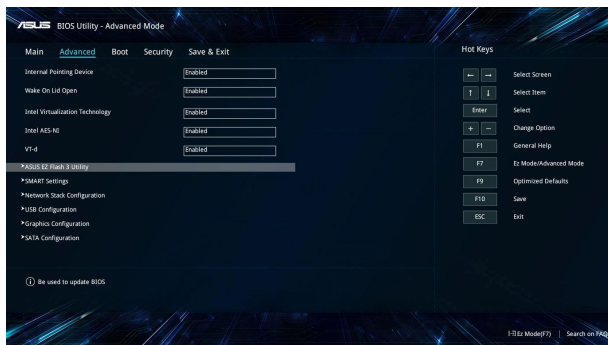 ASUS BIOS Utility - Advanced Mode
Main Advanced Boot Security Save & Exit
Hot Keys
Internal Pointing Device Enabled
Wake On Lid Open Enabled
Intel Virtualization Technology Enabled
Intel AES-NI Enabled
VT-d Enabled
ASUS EZ Flash 3 Utility
SMART Settings
Network Stack Configuration
USB Configuration
Graphics Configuration
SATA Configuration
← → Select Screen
↑ ↓ Select Item
Enter Select
+ - Change Option
F1 General Help
F7 Ez Mode/Advanced Mode
F9 Optimized Defaults
F10 Save
ESC Exit
Be used to update BIOS
Ez Mode(F7) | Search on FAQ